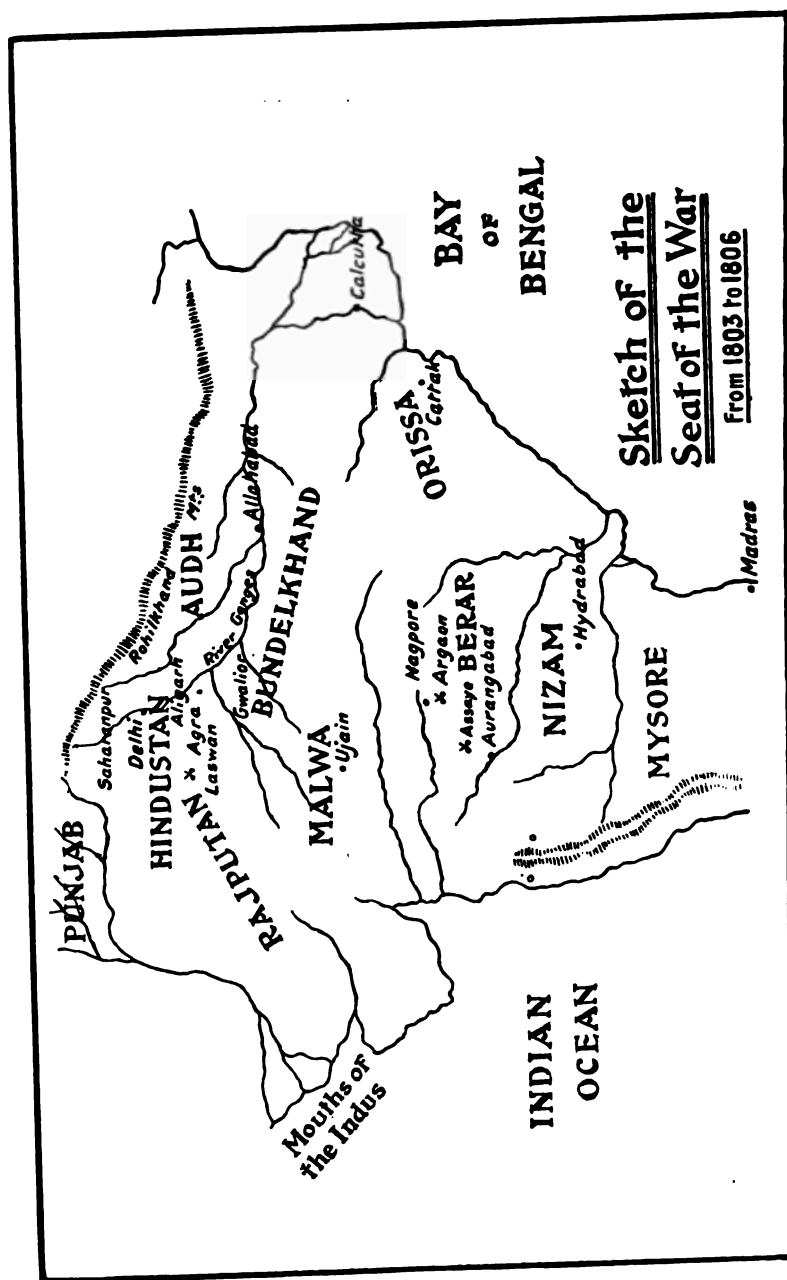 PUNJAB
Saharanpur
Rohilkhand
Delhi
HINDUSTAN
Aligarh
AUDH Mts
Agra
Laswan
River Ganges
Allahabad
RAJPUTAN
Gwalior
BUNDELKHAND
Calcutta
MALWA
Ujain
Mouths of
the Indus
ORISSA
Cattak
Nagpore
Argaon
Assaye BERAR
Aurangabad
NIZAM
Hydrabad
MYSORE
Madras
BAY
OF
BENGAL
INDIAN
OCEAN
Sketch of the
Seat of the War
From 1803 to 1806